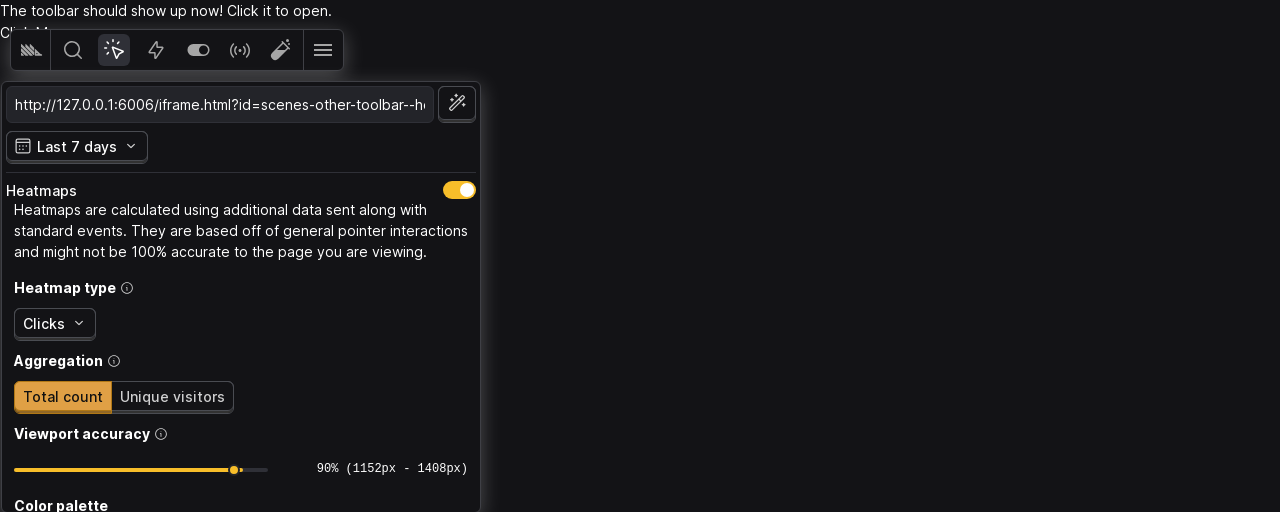 The toolbar should show up now! Click it to open.
http://127.0.0.1:6006/iframe.html?id=scenes-other-toolbar--h
Last 7 days
Heatmaps
Heatmaps are calculated using additional data sent along with
standard events. They are based off of general pointer interactions
and might not be 100% accurate to the page you are viewing.
Heatmap type
Clicks
Aggregation
Total count
Unique visitors
Viewport accuracy
90% (1152px - 1408px)
Color palette